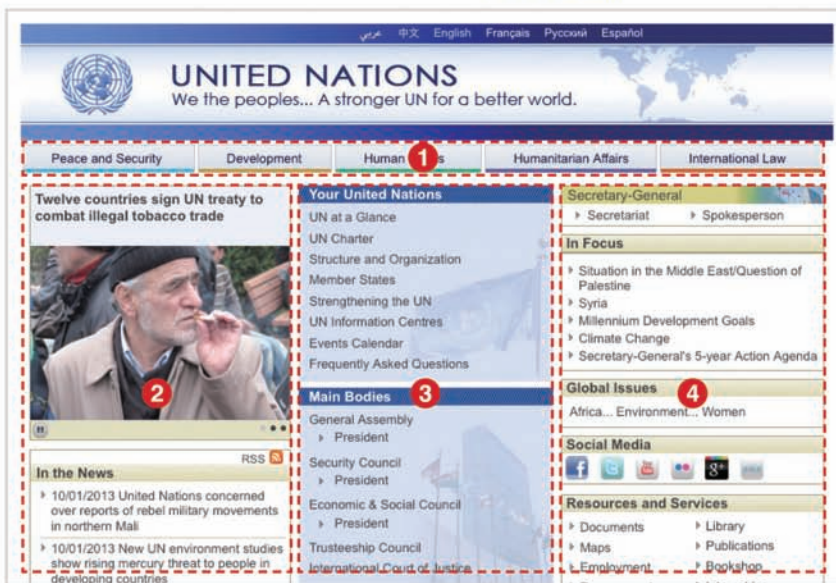 عربي 中文 English Français Русский Español
UNITED NATIONS
We the peoples... A stronger UN for a better world.
Peace and Security Development Human 1 s Humanitarian Affairs International Law
Twelve countries sign UN treaty to
combat illegal tobacco trade
2
RSS
In the News
10/01/2013 United Nations concerned
over reports of rebel military movements
in northern Mali
10/01/2013 New UN environment studies
show rising mercury threat to people in
developing countries
Your United Nations
UN at a Glance
UN Charter
Structure and Organization
Member States
Strengthening the UN
UN Information Centres
Events Calendar
Frequently Asked Questions
Main Bodies 3
General Assembly
President
Security Council
President
Economic & Social Council
President
Trusteeship Council
International Court of Justice
Secretary-General
Secretariat Spokesperson
In Focus
Situation in the Middle East/Question of
Palestine
Syria
Millennium Development Goals
Climate Change
Secretary-General's 5-year Action Agenda
Global Issues 4
Africa... Environment... Women
Social Media
Resources and Services
Documents Library
Maps Publications
Employment Bookshop